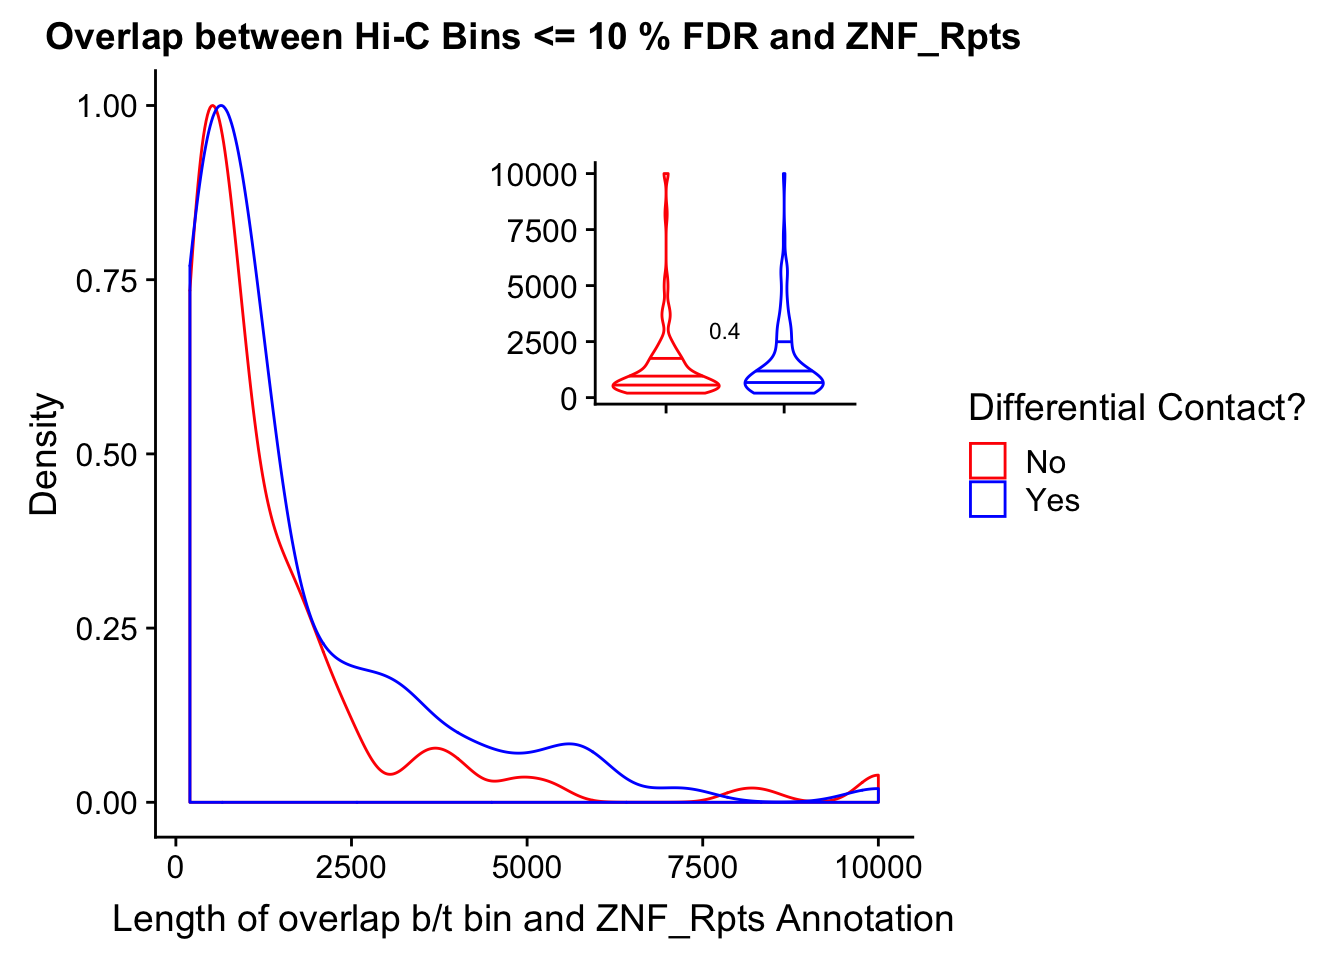 Overlap between Hi-C Bins <= 10 % FDR and ZNF_Rpts
1.00
0.75
0.50
0.25
0.00
Density
0
2500
5000
7500
10000
Length of overlap b/t bin and ZNF_Rpts Annotation
10000
7500
5000
2500
0
0.4
Differential Contact?
No
Yes